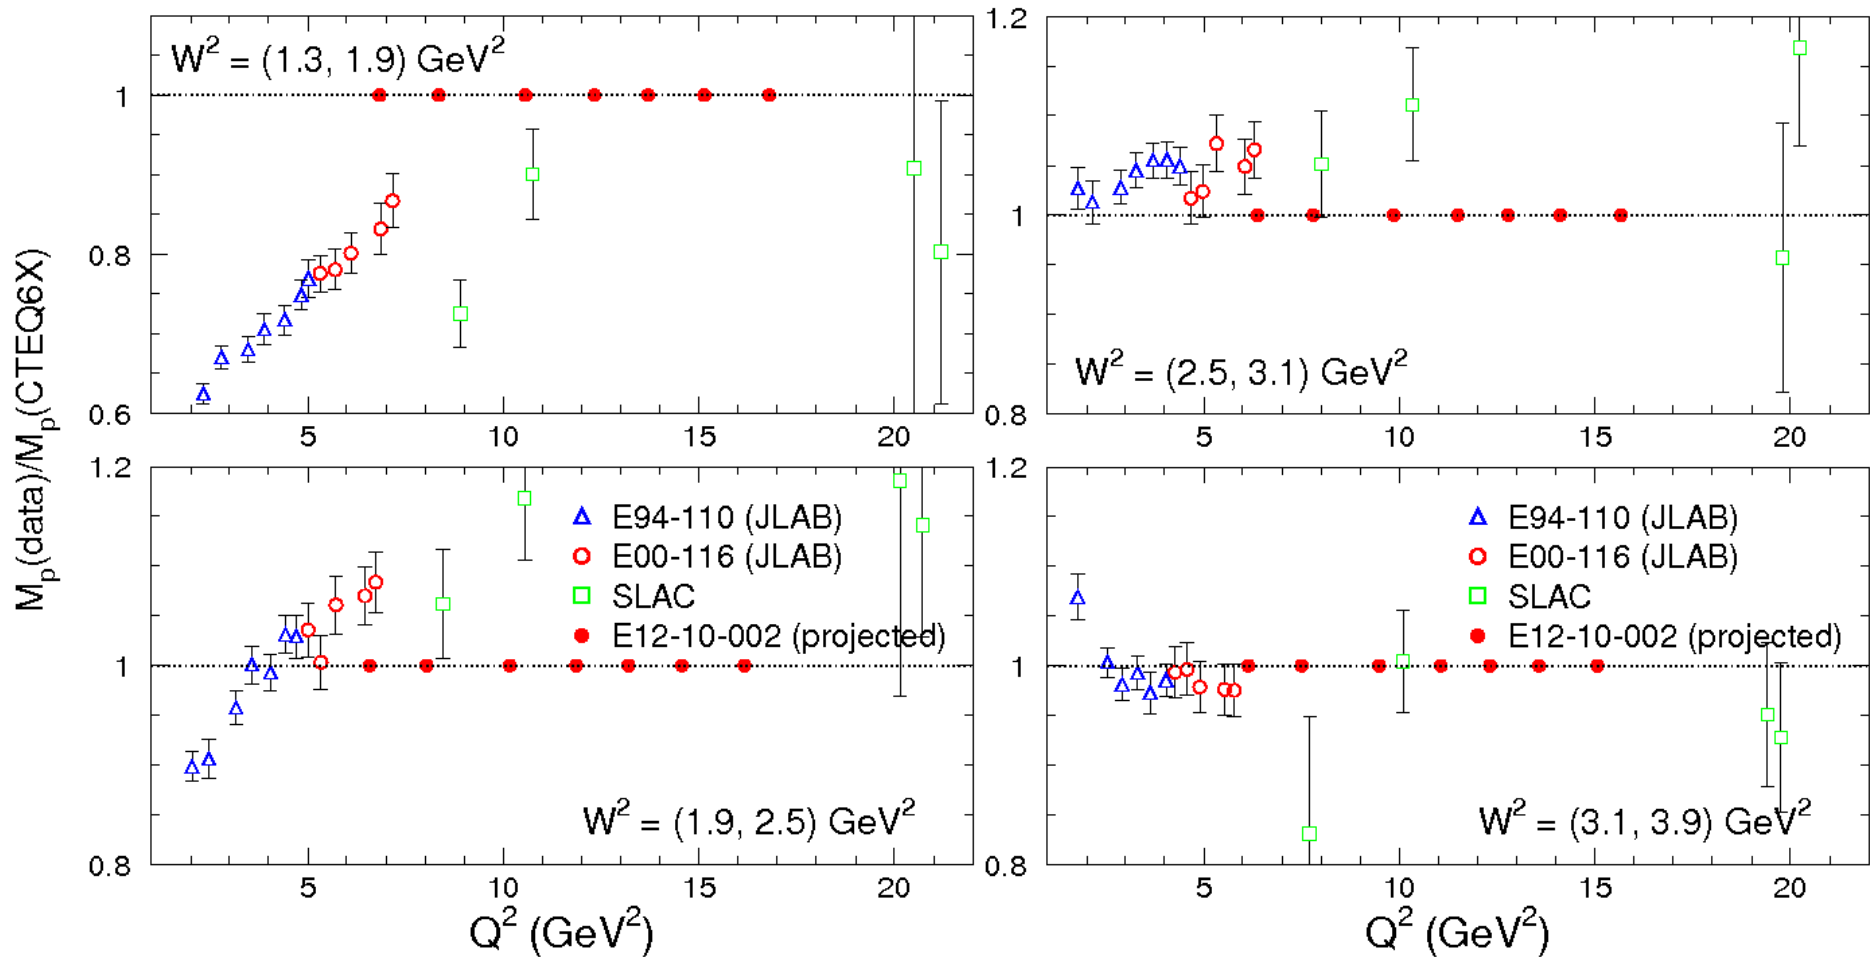 M_p(data)/M_p(CTEQ6X)
W² = (1.3, 1.9) GeV²
1
0.8
0.6
5 10 15 20
1.2
1
0.8
W² = (2.5, 3.1) GeV²
5 10 15 20
1.2
1
0.8
E94-110 (JLAB)
E00-116 (JLAB)
SLAC
E12-10-002 (projected)
W² = (1.9, 2.5) GeV²
5 10 15 20
Q² (GeV²)
1.2
1
0.8
E94-110 (JLAB)
E00-116 (JLAB)
SLAC
E12-10-002 (projected)
W² = (3.1, 3.9) GeV²
5 10 15 20
Q² (GeV²)